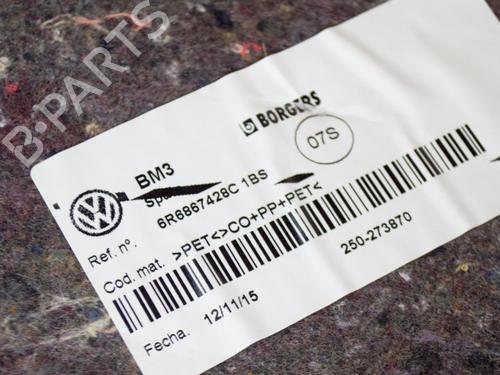 B-PARTS
BORGERS
07S
BM3
6R6867428C 1BS
Ref. nº.
Cod. mat. >PET<>CO+PP+PET<
250-273870
Fecha. 12/11/15